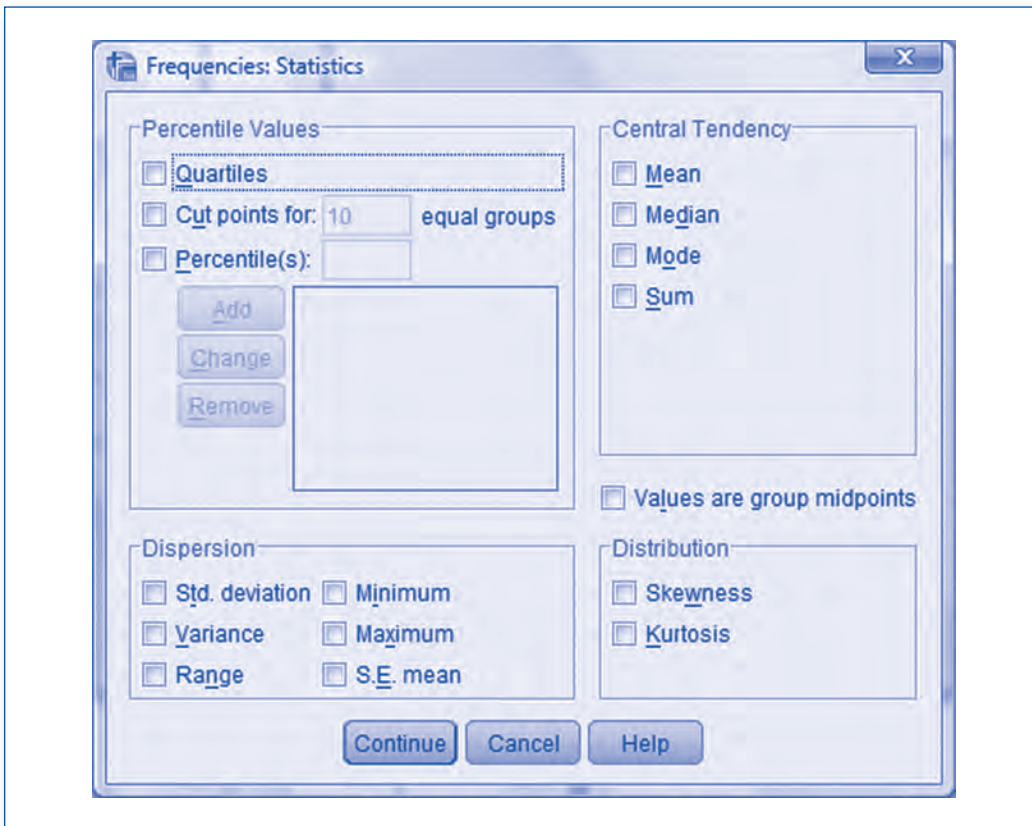 Frequencies: Statistics
Percentile Values
Quartiles
Cut points for: 10 equal groups
Percentile(s):
Add
Change
Remove
Central Tendency
Mean
Median
Mode
Sum
Values are group midpoints
Dispersion
Std. deviation Minimum
Variance Maximum
Range S.E. mean
Distribution
Skewness
Kurtosis
Continue Cancel Help